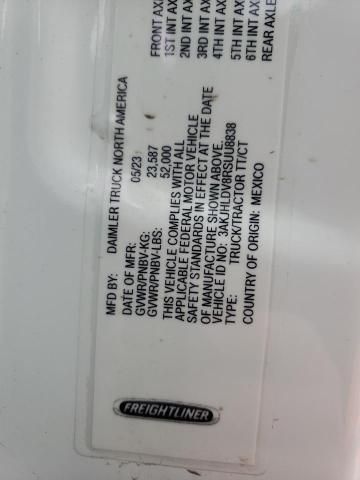 MFD BY: DAIMLER TRUCK NORTH AMERICA
DATE OF MFR: 05/23
GVWR/PNBV-KG: 23,587
GVWR/PNBV-LBS: 52,000
THIS VEHICLE COMPLIES WITH ALL
APPLICABLE FEDERAL MOTOR VEHICLE
SAFETY STANDARDS IN EFFECT AT THE DATE
OF MANUFACTURE SHOWN ABOVE.
VEHICLE ID NO: 3AKJHLDV8RSUU8838
TYPE: TRUCK/TRACTOR TT/CT
COUNTRY OF ORIGIN: MEXICO
FRONT AX
1ST INT AX
2ND INT AX
3RD INT AX
4TH INT AX
5TH INT AX
6TH INT AX
REAR AXLE
FREIGHTLINER